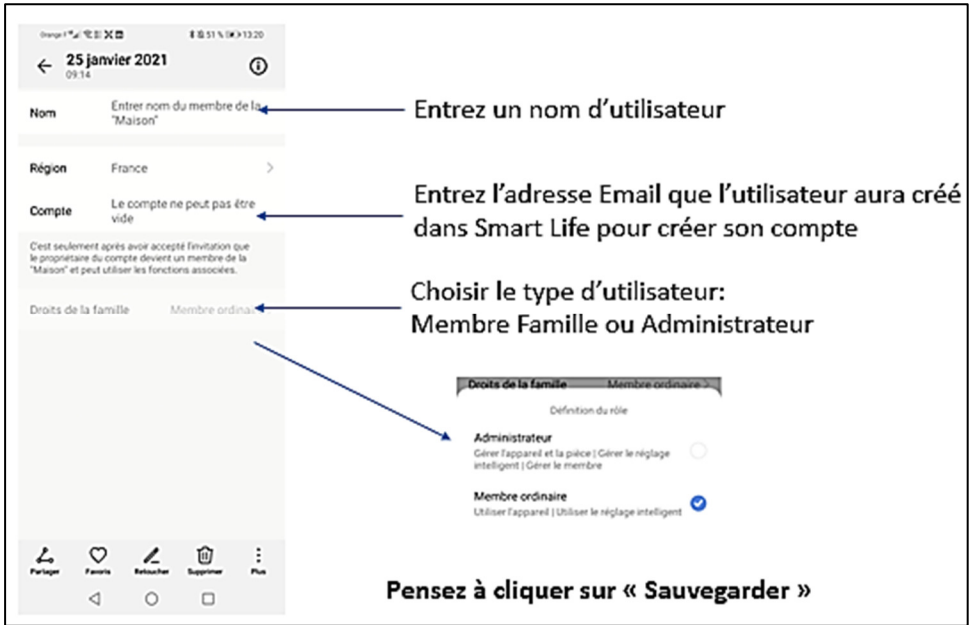 Orange F 51 % 13:20
25 janvier 2021
09:14
Nom
Entrer nom du membre de la
"Maison"
Entrez un nom d'utilisateur
Région France
Compte
Le compte ne peut pas être
vide
Entrez l'adresse Email que l'utilisateur aura créé
dans Smart Life pour créer son compte
C'est seulement après avoir accepté l'invitation que
le propriétaire du compte devient un membre de la
"Maison" et peut utiliser les fonctions associées.
Droits de la famille Membre ordinaire
Choisir le type d'utilisateur:
Membre Famille ou Administrateur
Droits de la famille Membre ordinaire
Définition du rôle
Administrateur
Gérer l'appareil et la pièce | Gérer le réglage
intelligent | Gérer le membre
Membre ordinaire
Utiliser l'appareil | Utiliser le réglage intelligent
Partager Favoris Retoucher Supprimer Plus
Pensez à cliquer sur « Sauvegarder »